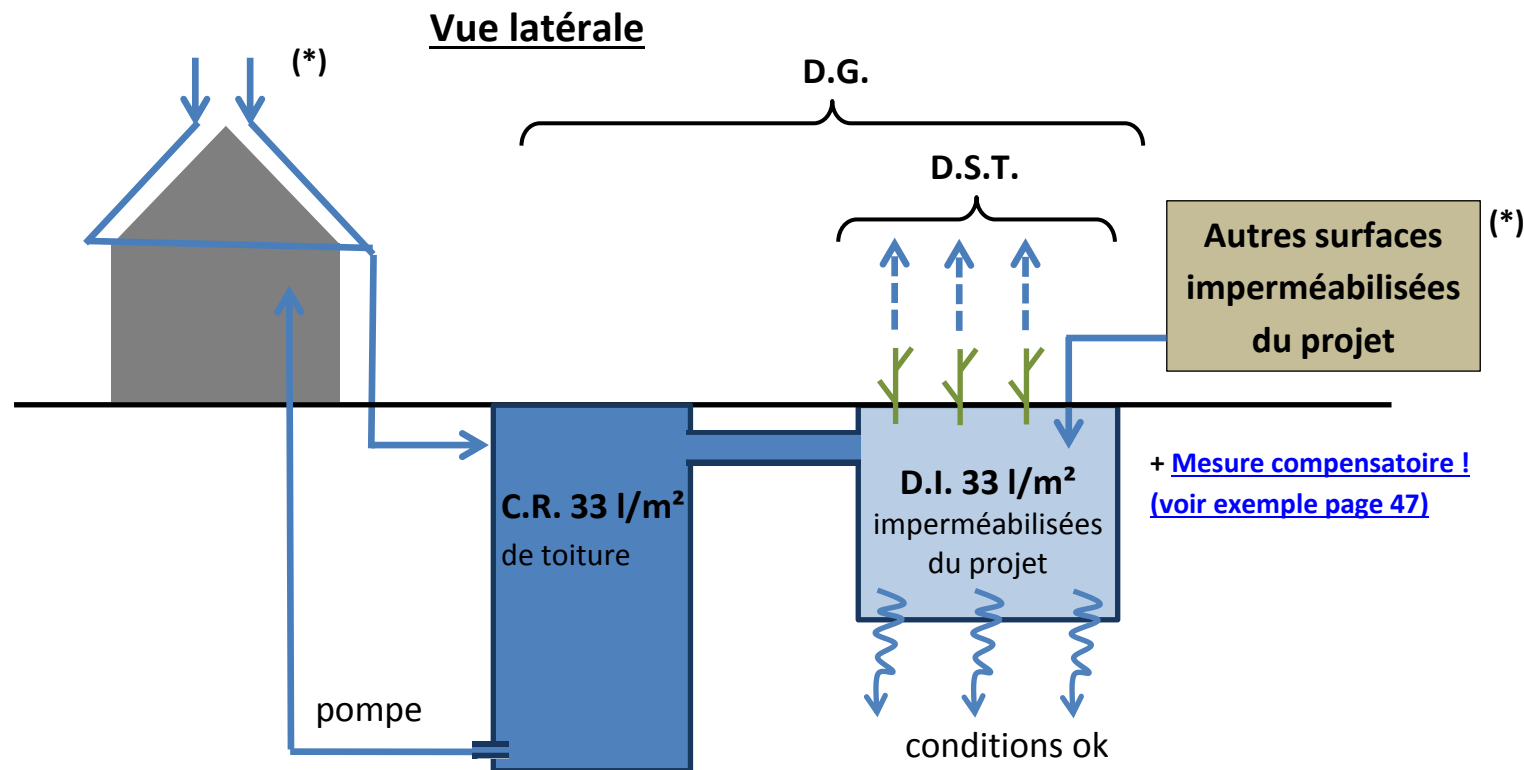 Vue latérale
(*)
D.G.
D.S.T.
Autres surfaces
imperméabilisées
du projet
(*)
+ Mesure compensatoire !
(voir exemple page 47)
C.R. 33 l/m²
de toiture
D.I. 33 l/m²
imperméabilisées
du projet
pompe
conditions ok